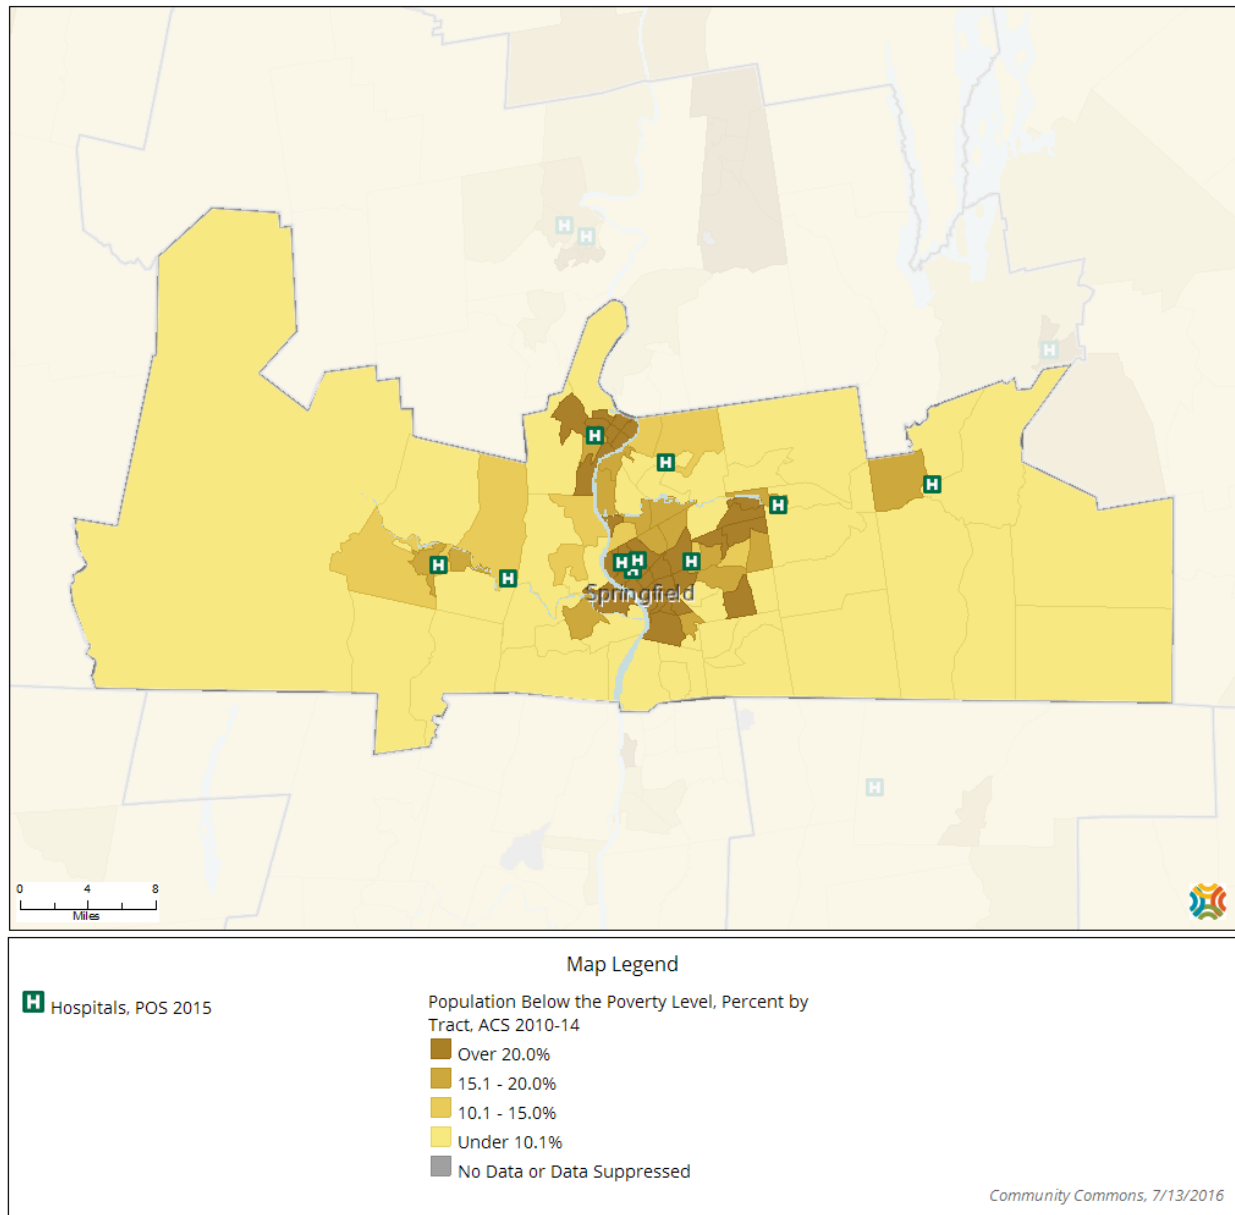 H H
H
H
H
H
H
H
H H H
H
H
Springfield
H
0 4 8
Miles
Map Legend
H Hospitals, POS 2015
Population Below the Poverty Level, Percent by
Tract, ACS 2010-14
Over 20.0%
15.1 - 20.0%
10.1 - 15.0%
Under 10.1%
No Data or Data Suppressed
Community Commons, 7/13/2016